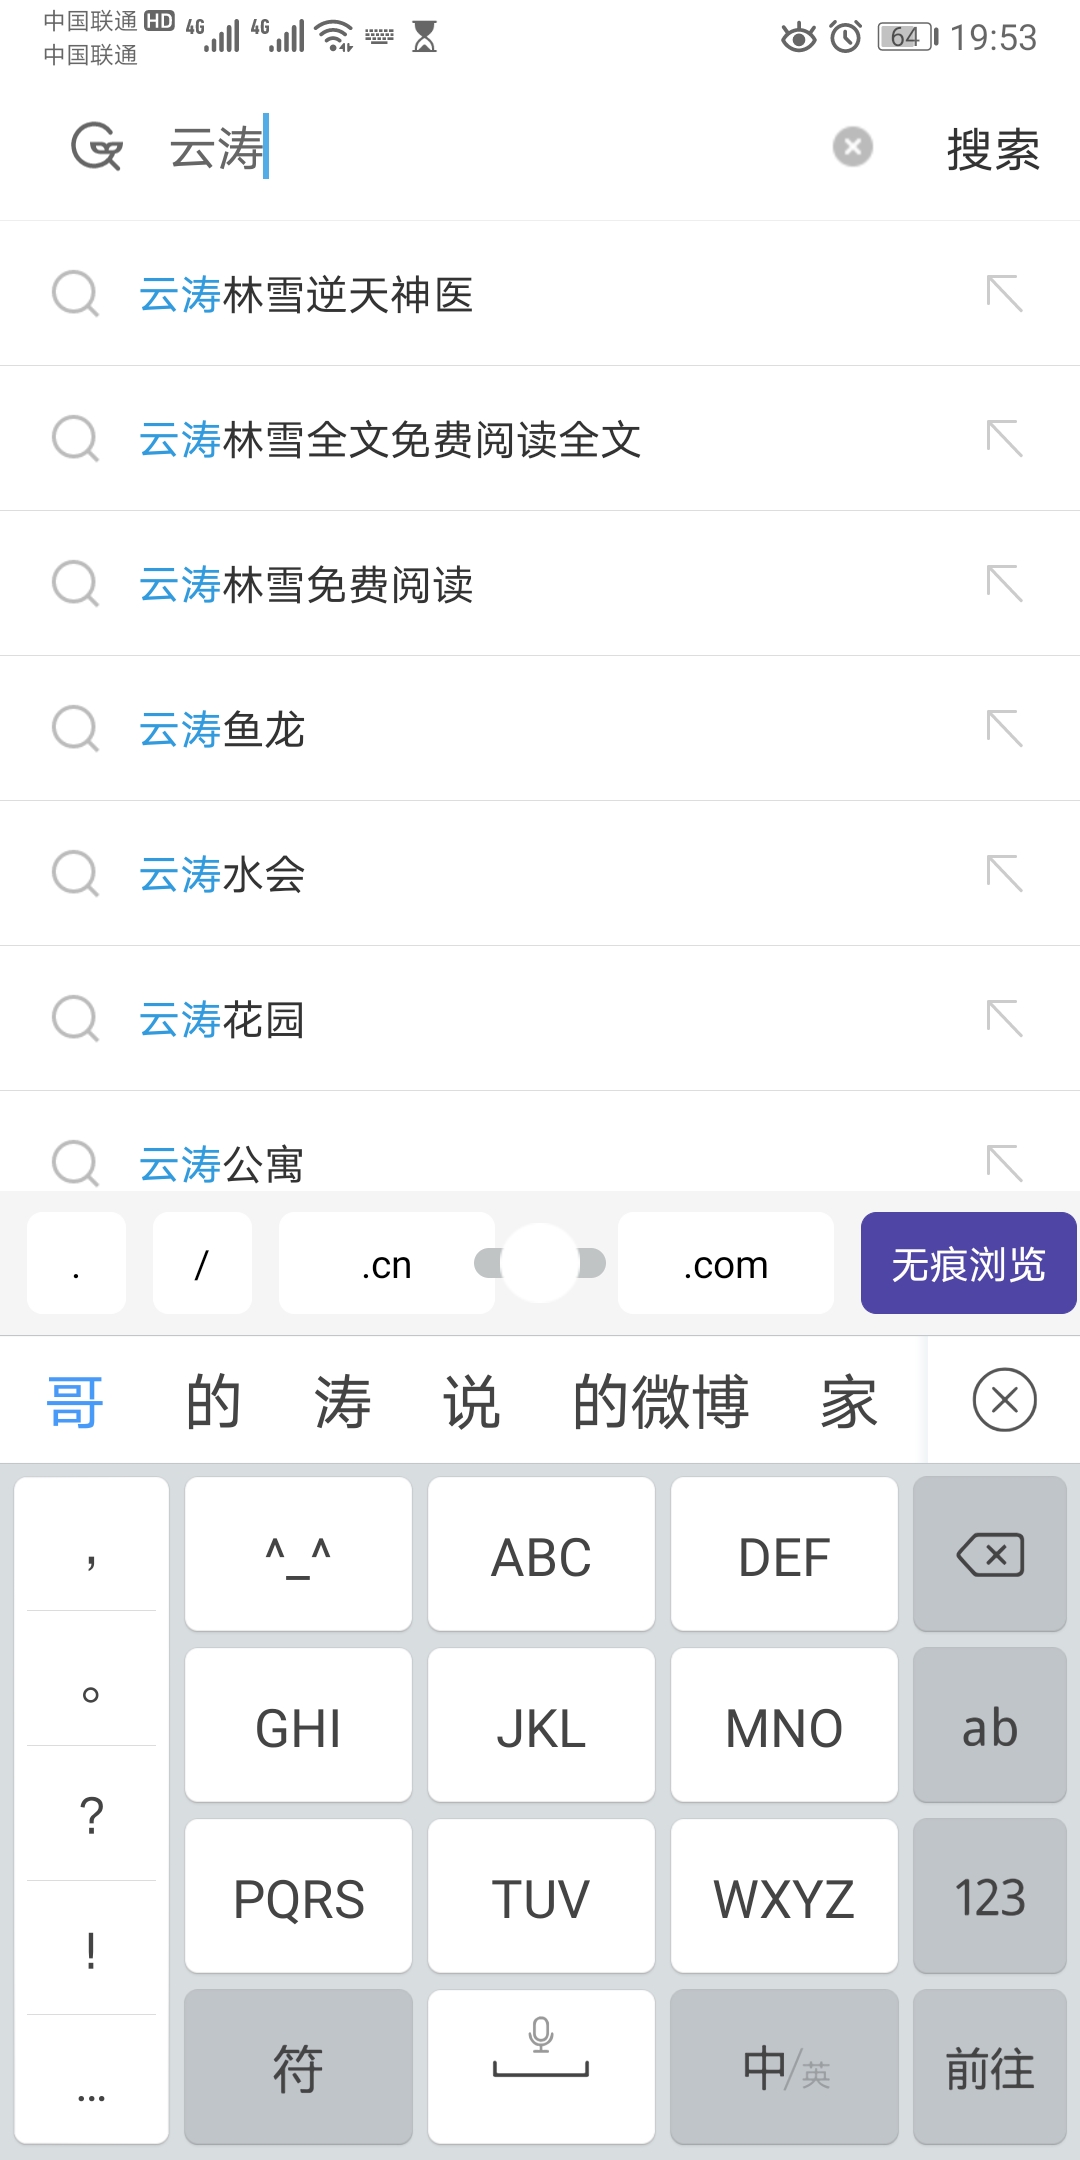 中国联通 HD 4G 4G 64 19:53
中国联通
云涛 搜索
云涛林雪逆天神医
云涛林雪全文免费阅读全文
云涛林雪免费阅读
云涛鱼龙
云涛水会
云涛花园
云涛公寓
. / .cn .com 无痕浏览
哥 的 涛 说 的微博 家
， ^_^ ABC DEF
。 GHI JKL MNO ab
? PQRS TUV WXYZ 123
!
... 符 中/英 前往